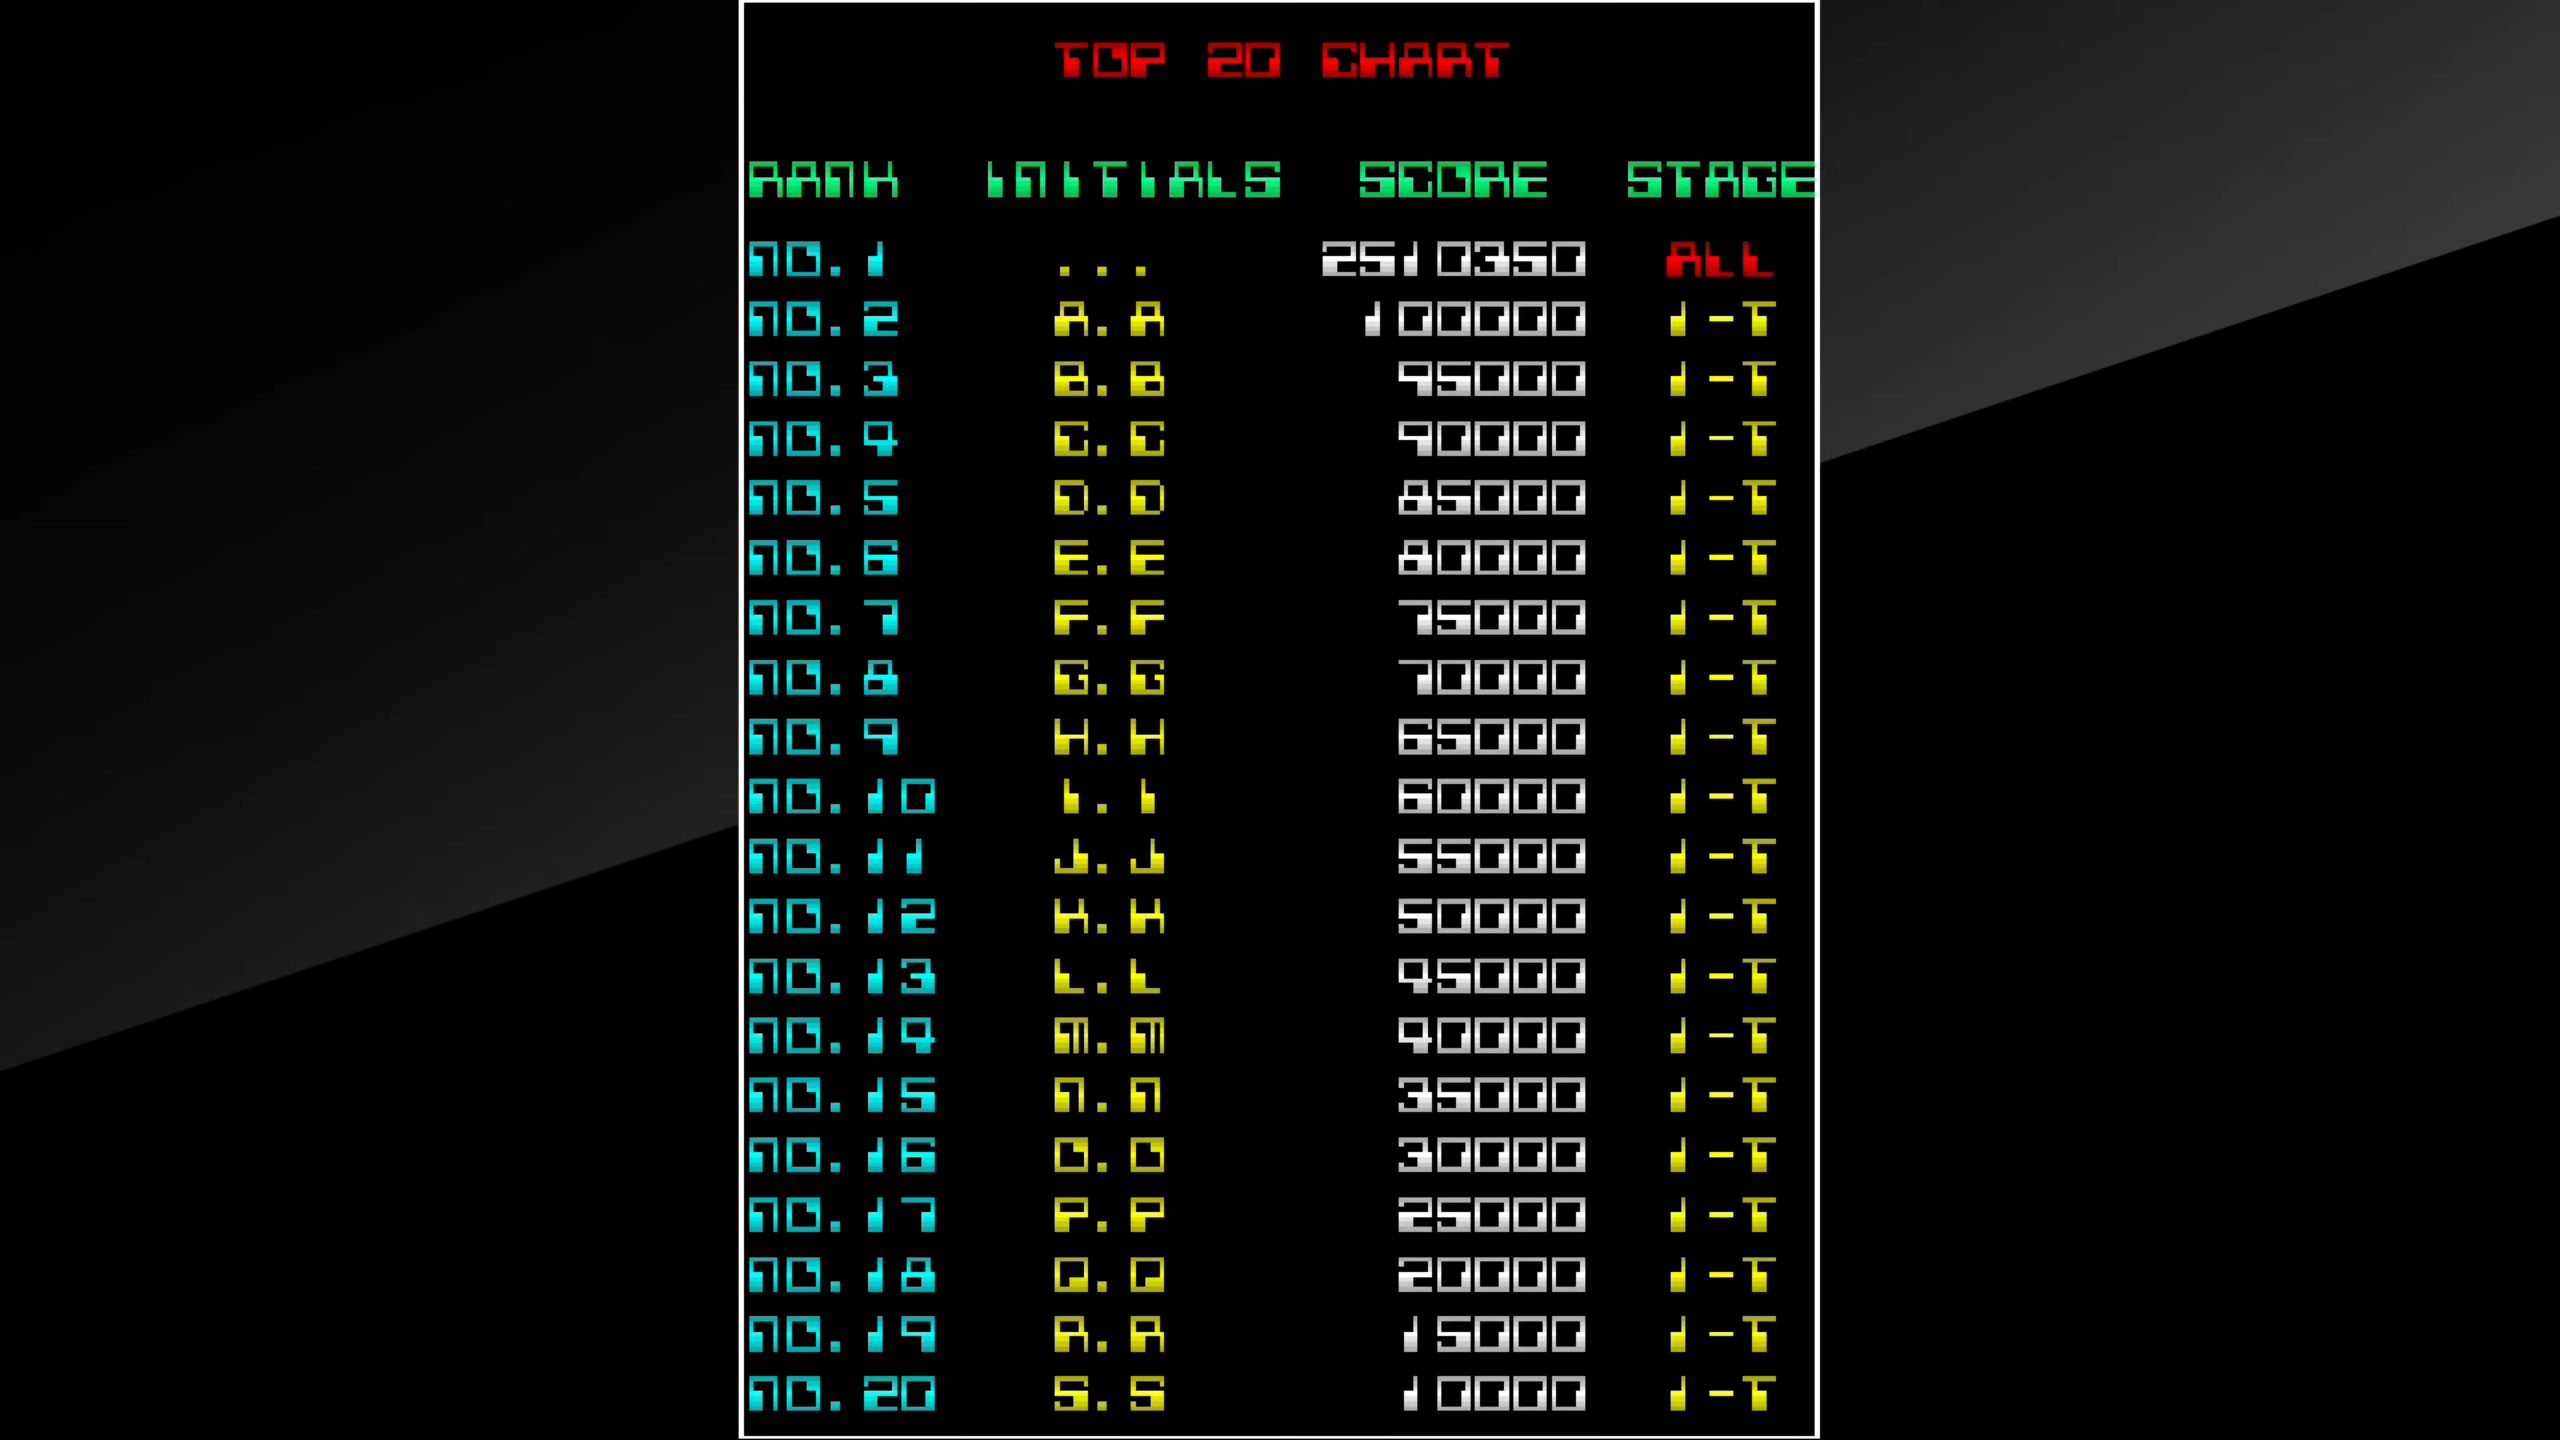 TOP 20 CHART
RANK INITIALS SCORE STAGE
NO.1 ... 2510350 ALL
NO.2 A.A 100000 1-T
NO.3 B.B 95000 1-T
NO.4 C.C 90000 1-T
NO.5 D.D 85000 1-T
NO.6 E.E 80000 1-T
NO.7 F.F 75000 1-T
NO.8 G.G 70000 1-T
NO.9 H.H 65000 1-T
NO.10 I.I 60000 1-T
NO.11 J.J 55000 1-T
NO.12 K.K 50000 1-T
NO.13 L.L 45000 1-T
NO.14 M.M 40000 1-T
NO.15 N.N 35000 1-T
NO.16 O.O 30000 1-T
NO.17 P.P 25000 1-T
NO.18 Q.Q 20000 1-T
NO.19 R.R 15000 1-T
NO.20 S.S 10000 1-T